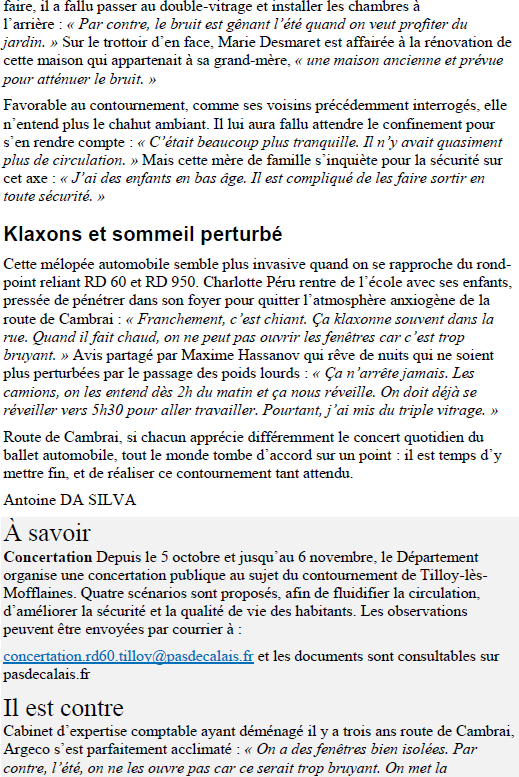 faire, il a fallu passer au double-vitrage et installer les chambres à
l’arrière : « Par contre, le bruit est gênant l’été quand on veut profiter du
jardin. » Sur le trottoir d’en face, Marie Desmaret est affairée à la rénovation de
cette maison qui appartenait à sa grand-mère, « une maison ancienne et prévue
pour atténuer le bruit. »
Favorable au contournement, comme ses voisins précédemment interrogés, elle
n’entend plus le chahut ambiant. Il lui aura fallu attendre le confinement pour
s’en rendre compte : « C’était beaucoup plus tranquille. Il n’y avait quasiment
plus de circulation. » Mais cette mère de famille s’inquiète pour la sécurité sur
cet axe : « J’ai des enfants en bas âge. Il est compliqué de les faire sortir en
toute sécurité. »
Klaxons et sommeil perturbé
Cette mélopée automobile semble plus invasive quand on se rapproche du rond-
point reliant RD 60 et RD 950. Charlotte Péru rentre de l’école avec ses enfants,
pressée de pénétrer dans son foyer pour quitter l’atmosphère anxiogène de la
route de Cambrai : « Franchement, c’est chiant. Ça klaxonne souvent dans la
rue. Quand il fait chaud, on ne peut pas ouvrir les fenêtres car c’est trop
bruyant. » Avis partagé par Maxime Hassanov qui rêve de nuits qui ne soient
plus perturbées par le passage des poids lourds : « Ça n’arrête jamais. Les
camions, on les entend dès 2h du matin et ça nous réveille. On doit déjà se
réveiller vers 5h30 pour aller travailler. Pourtant, j’ai mis du triple vitrage. »
Route de Cambrai, si chacun apprécie différemment le concert quotidien du
ballet automobile, tout le monde tombe d’accord sur un point : il est temps d’y
mettre fin, et de réaliser ce contournement tant attendu.
Antoine DA SILVA
À savoir
Concertation Depuis le 5 octobre et jusqu’au 6 novembre, le Département
organise une concertation publique au sujet du contournement de Tilloy-lès-
Mofflaines. Quatre scénarios sont proposés, afin de fluidifier la circulation,
d’améliorer la sécurité et la qualité de vie des habitants. Les observations
peuvent être envoyées par courrier à :
concertation.rd60.tilloy@pasdecalais.fr et les documents sont consultables sur
pasdecalais.fr
Il est contre
Cabinet d’expertise comptable ayant déménagé il y a trois ans route de Cambrai,
Argeco s’est parfaitement acclimaté : « On a des fenêtres bien isolées. Par
contre, l’été, on ne les ouvre pas car ce serait trop bruyant. On met la